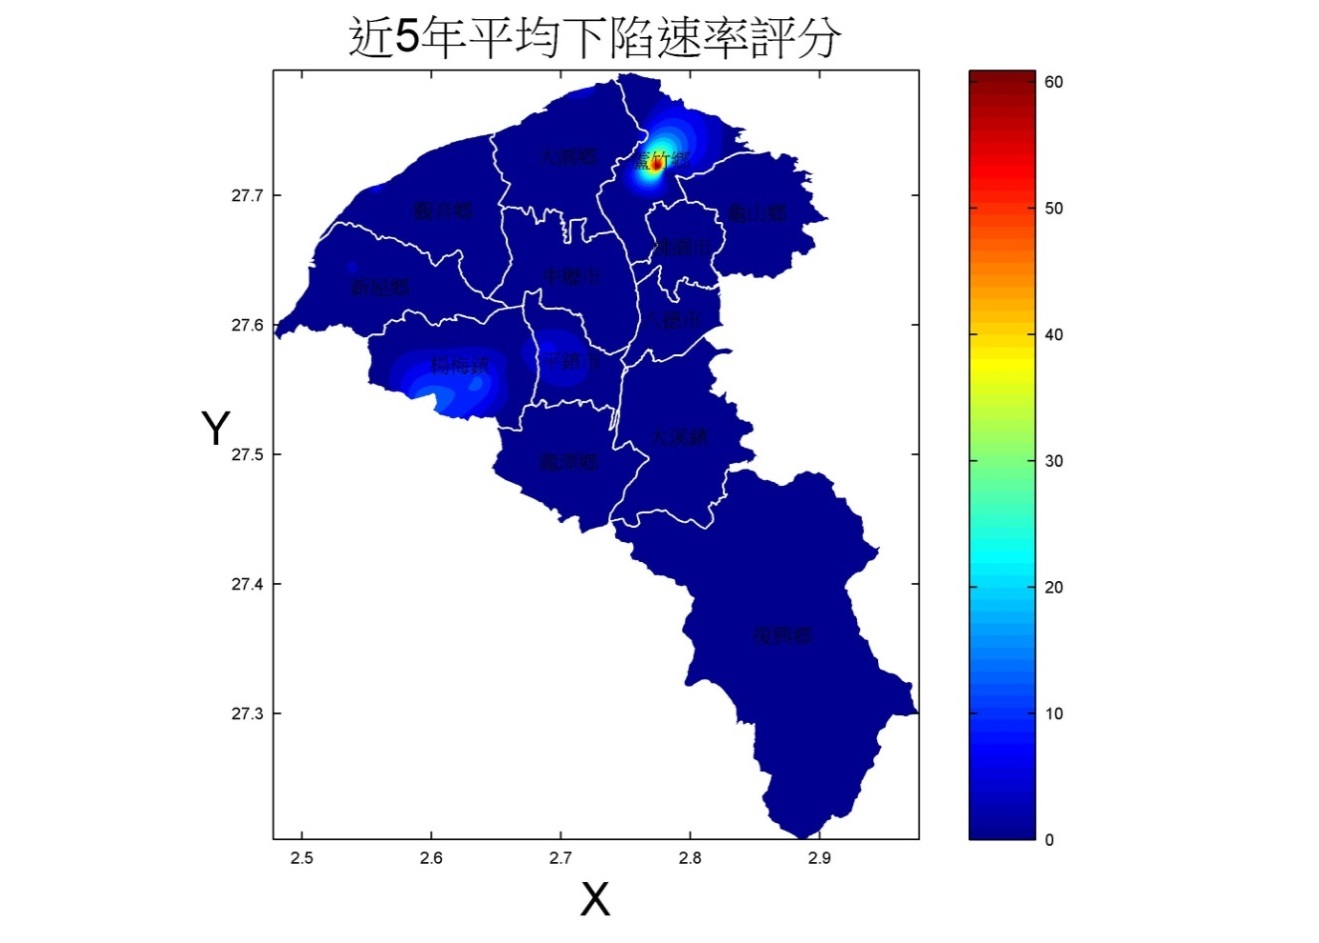 近5年平均下陷速率評分
60
50
40
30
20
10
0
27.7
27.6
27.5
27.4
27.3
Y
大園鄉
蘆竹鄉
觀音鄉
龜山鄉
桃園市
中壢市
新屋鄉
八德市
楊梅鎮
平鎮市
大溪鎮
龍潭鄉
復興鄉
2.5 2.6 2.7 2.8 2.9
X